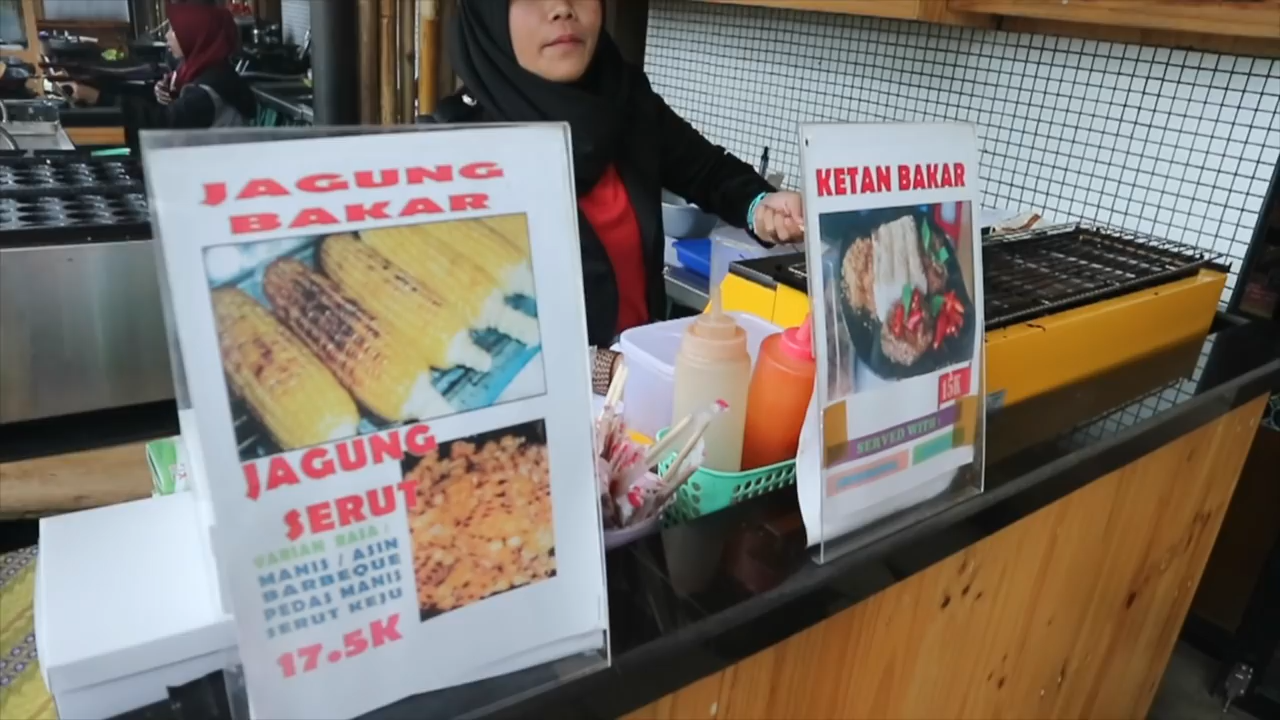 JAGUNG
BAKAR
JAGUNG
SERUT
VARIAN RASA :
MANIS / ASIN
BARBEQUE
PEDAS MANIS
SERUT KEJU
17.5K
KETAN BAKAR
15K
SERVED WITH :